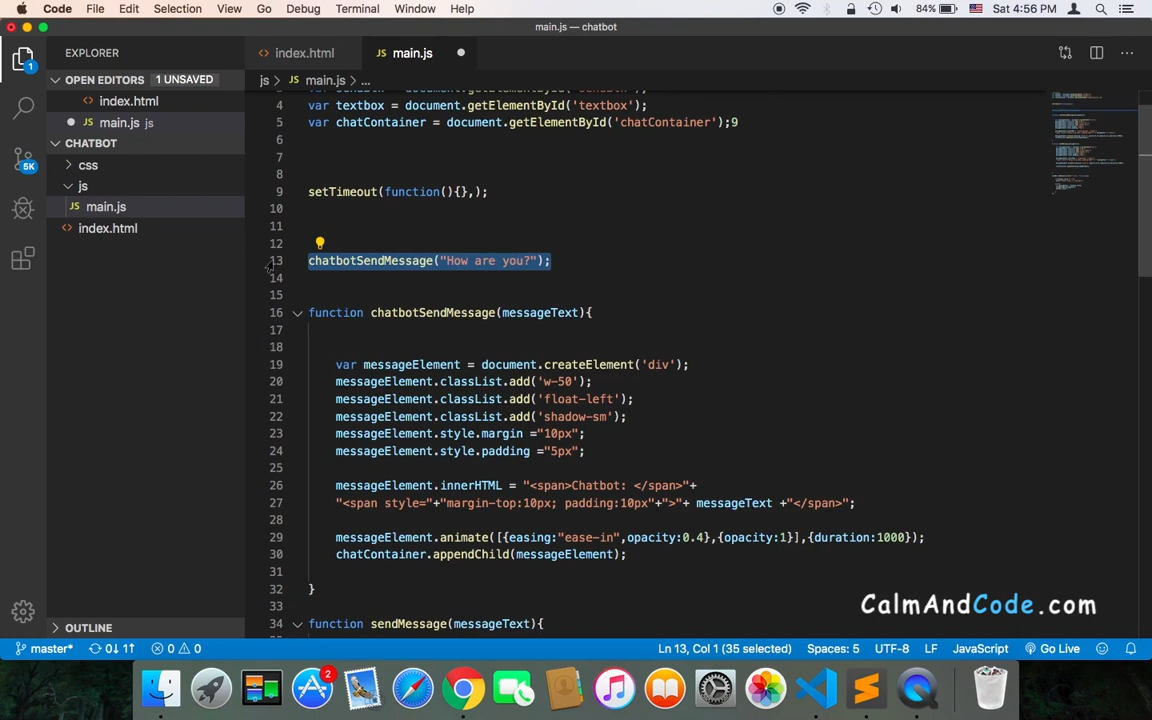 Code File Edit Selection View Go Debug Terminal Window Help 84% Sat 4:56 PM
main.js — chatbot
EXPLORER
index.html
main.js
OPEN EDITORS 1 UNSAVED
js > JS main.js > ...
index.html
main.js js
CHATBOT
css
js
JS main.js
index.html
OUTLINE
1
5K
4 var textbox = document.getElementById('textbox');
5 var chatContainer = document.getElementById('chatContainer');9
6
7
8
9 setTimeout(function(){},);
10
11
12
13 chatbotSendMessage("How are you?");
14
15
16 function chatbotSendMessage(messageText){
17
18
19 var messageElement = document.createElement('div');
20 messageElement.classList.add('w-50');
21 messageElement.classList.add('float-left');
22 messageElement.classList.add('shadow-sm');
23 messageElement.style.margin ="10px";
24 messageElement.style.padding ="5px";
25
26 messageElement.innerHTML = "<span>Chatbot: </span>"+
27 "<span style="+"margin-top:10px; padding:10px"+">"+ messageText +"</span>";
28
29 messageElement.animate([{easing:"ease-in",opacity:0.4},{opacity:1}],{duration:1000});
30 chatContainer.appendChild(messageElement);
31
32 }
33
34 function sendMessage(messageText){
CalmAndCode.com
master* 0↓ 1↑ 0 0 Ln 13, Col 1 (35 selected) Spaces: 5 UTF-8 LF JavaScript Go Live
2